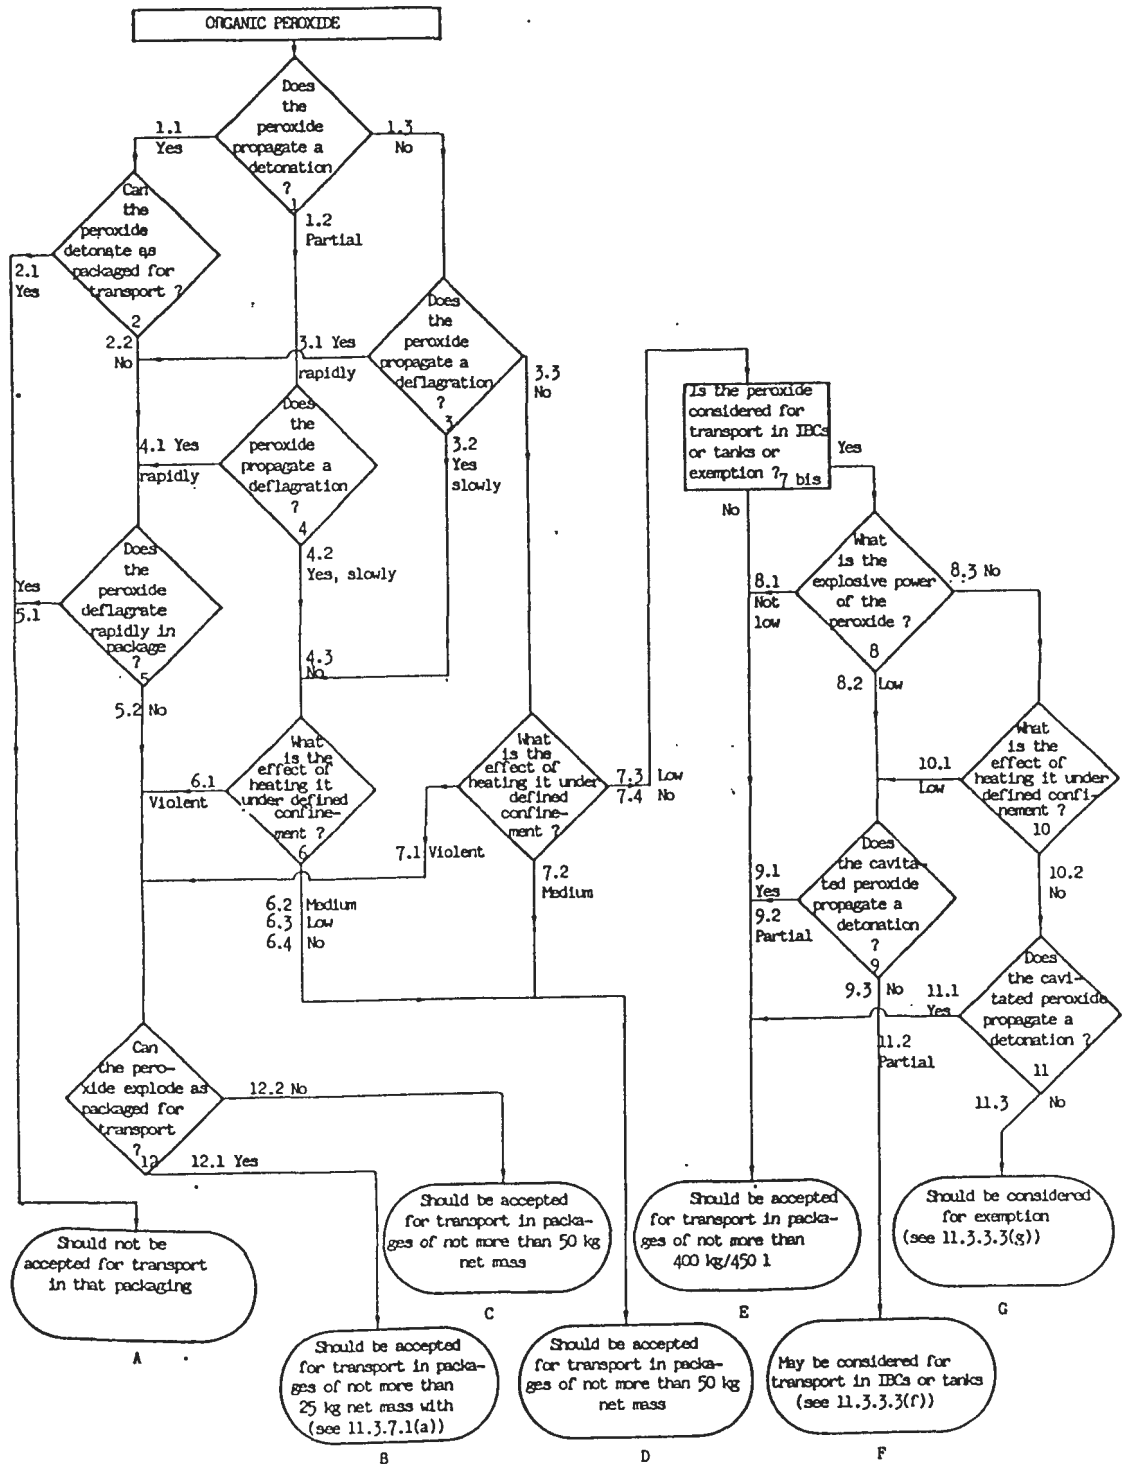 ORGANIC PEROXIDE
Does
the
peroxide
propagate a
detonation
?
1
1.1
Yes
1.3
No
1.2
Partial
Can
the
peroxide
detonate as
packaged for
transport ?
2
2.1
Yes
2.2
No
Does
the
peroxide
propagate a
deflagration
?
3
3.1 Yes
rapidly
3.3
No
3.2
Yes
slowly
Does
the
peroxide
propagate a
deflagration
?
4
4.1 Yes
rapidly
4.2
Yes, slowly
4.3
No
Does
the
peroxide
deflagrate
rapidly in
package
?
5
Yes
5.1
5.2 No
What
is the
effect of
heating it
under defined
confine-
ment ?
6
6.1
Violent
6.2 Medium
6.3 Low
6.4 No
What
is the
effect of
heating it under
defined
confine-
ment ?
7.1 Violent
7.2
Medium
7.3 Low
7.4 No
Is the peroxide
considered for
transport in IBCs
or tanks or
exemption ?
7 bis
Yes
No
What
is the
explosive power
of the
peroxide ?
8
8.1
Not
low
8.2 Low
8.3 No
Does
the cavita-
ted peroxide
propagate a
detonation
?
9
9.1
Yes
9.2
Partial
9.3 No
What
is the
effect of
heating it under
defined confi-
nement ?
10
10.1
Low
10.2
No
Does
the cavi-
tated peroxide
propagate a
detonation ?
11
11.1
Yes
11.2
Partial
11.3 No
Can
the pero-
xide explode as
packaged for
transport
?
12
12.2 No
12.1 Yes
Should not be
accepted for transport
in that packaging
A
Should be accepted
for transport in packa-
ges of not more than
25 kg net mass with
(see 11.3.7.1(a))
B
Should be accepted
for transport in packa-
ges of not more than 50 kg
net mass
C
Should be accepted
for transport in packa-
ges of not more than 50 kg
net mass
D
Should be accepted
for transport in packa-
ges of not more than
400 kg/450 l
E
May be considered for
transport in IBCs or tanks
(see 11.3.3.3(f))
F
Should be considered
for exemption
(see 11.3.3.3(g))
G